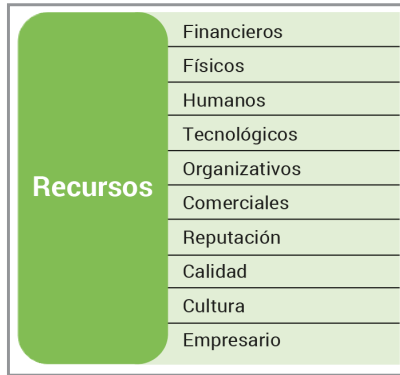 Recursos
Financieros
Físicos
Humanos
Tecnológicos
Organizativos
Comerciales
Reputación
Calidad
Cultura
Empresario